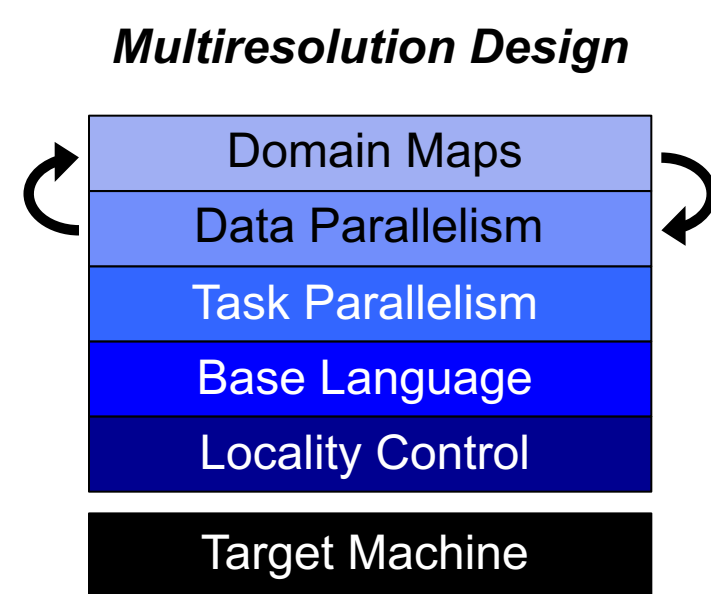 Multiresolution Design
Domain Maps
Data Parallelism
Task Parallelism
Base Language
Locality Control
Target Machine